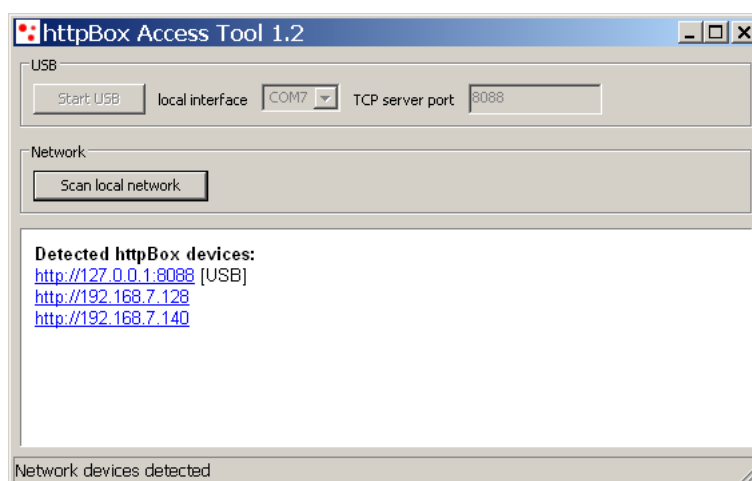 httpBox Access Tool 1.2
USB
Start USB local interface COM7 TCP server port 8088
Network
Scan local network
Detected httpBox devices:
http://127.0.0.1:8088 [USB]
http://192.168.7.128
http://192.168.7.140
Network devices detected